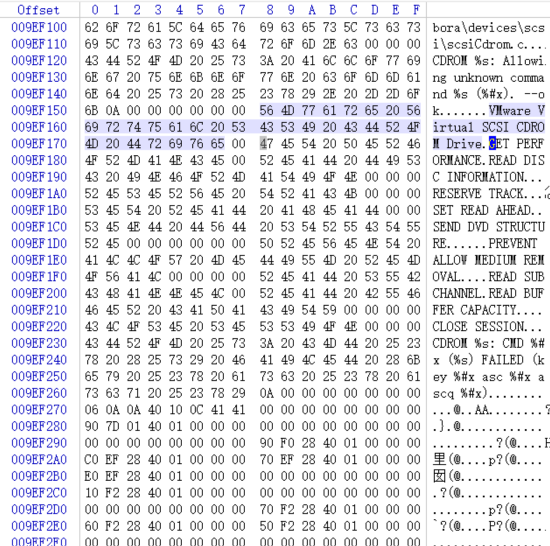 Offset 0 1 2 3 4 5 6 7 8 9 A B C D E F
009EF100 62 6F 72 61 5C 64 65 76 69 63 65 73 5C 73 63 73 bora\devices\scs
009EF110 69 5C 73 63 73 69 43 64 72 6F 6D 2E 63 00 00 00 i\scsiCdrom.c...
009EF120 43 44 52 4F 4D 20 25 73 3A 20 41 6C 6C 6F 77 69 CDROM %s: Allowi
009EF130 6E 67 20 75 6E 6B 6E 6F 77 6E 20 63 6F 6D 6D 61 ng unknown comma
009EF140 6E 64 20 25 73 20 28 25 23 78 29 2E 20 2D 2D 6F nd %s (%#x). --o
009EF150 6B 0A 00 00 00 00 00 00 56 4D 77 61 72 65 20 56 k.......VMware V
009EF160 69 72 74 75 61 6C 20 53 43 53 49 20 43 44 52 4F irtual SCSI CDRO
009EF170 4D 20 44 72 69 76 65 00 47 45 54 20 50 45 52 46 M Drive.GET PERF
009EF180 4F 52 4D 41 4E 43 45 00 52 45 41 44 20 44 49 53 ORMANCE.READ DIS
009EF190 43 20 49 4E 46 4F 52 4D 41 54 49 4F 4E 00 00 00 C INFORMATION...
009EF1A0 52 45 53 45 52 56 45 20 54 52 41 43 4B 00 00 00 RESERVE TRACK...
009EF1B0 53 45 54 20 52 45 41 44 20 41 48 45 41 44 00 00 SET READ AHEAD..
009EF1C0 53 45 4E 44 20 44 56 44 20 53 54 52 55 43 54 55 SEND DVD STRUCTU
009EF1D0 52 45 00 00 00 00 00 00 50 52 45 56 45 4E 54 20 RE......PREVENT
009EF1E0 41 4C 4C 4F 57 20 4D 45 44 49 55 4D 20 52 45 4D ALLOW MEDIUM REM
009EF1F0 4F 56 41 4C 00 00 00 00 52 45 41 44 20 53 55 42 OVAL....READ SUB
009EF200 43 48 41 4E 4E 45 4C 00 52 45 41 44 20 42 55 46 CHANNEL.READ BUF
009EF210 46 45 52 20 43 41 50 41 43 49 54 59 00 00 00 00 FER CAPACITY....
009EF220 43 4C 4F 53 45 20 53 45 53 53 49 4F 4E 00 00 00 CLOSE SESSION...
009EF230 43 44 52 4F 4D 20 25 73 3A 20 43 4D 44 20 25 23 CDROM %s: CMD %#
009EF240 78 20 28 25 73 29 20 46 41 49 4C 45 44 20 28 6B x (%s) FAILED (k
009EF250 65 79 20 25 23 78 20 61 73 63 20 25 23 78 20 61 ey %#x asc %#x a
009EF260 73 63 71 20 25 23 78 29 0A 00 00 00 00 00 00 00 scq %#x)........
009EF270 06 0A 0A 40 10 0C 41 41 00 00 00 00 00 00 00 00 ...@..AA........
009EF280 90 7D 01 40 01 00 00 00 00 00 00 00 00 00 00 00 .}.@............
009EF290 00 00 00 00 00 00 00 00 90 F0 28 40 01 00 00 00
009EF2A0 C0 EF 28 40 01 00 00 00 70 EF 28 40 01 00 00 00 里(@....p?(@...
009EF2B0 E0 EF 28 40 01 00 00 00 00 00 00 00 00 00 00 00
009EF2C0 10 F2 28 40 01 00 00 00 00 00 00 00 00 00 00 00 .?(@............
009EF2D0 00 00 00 00 00 00 00 00 70 F2 28 40 01 00 00 00 ........p?(@....
009EF2E0 60 F2 28 40 01 00 00 00 50 F2 28 40 01 00 00 00 `?(@....P?(@....
009EF2F0 00 00 00 00 00 00 00 00 00 00 00 00 00 00 00 00